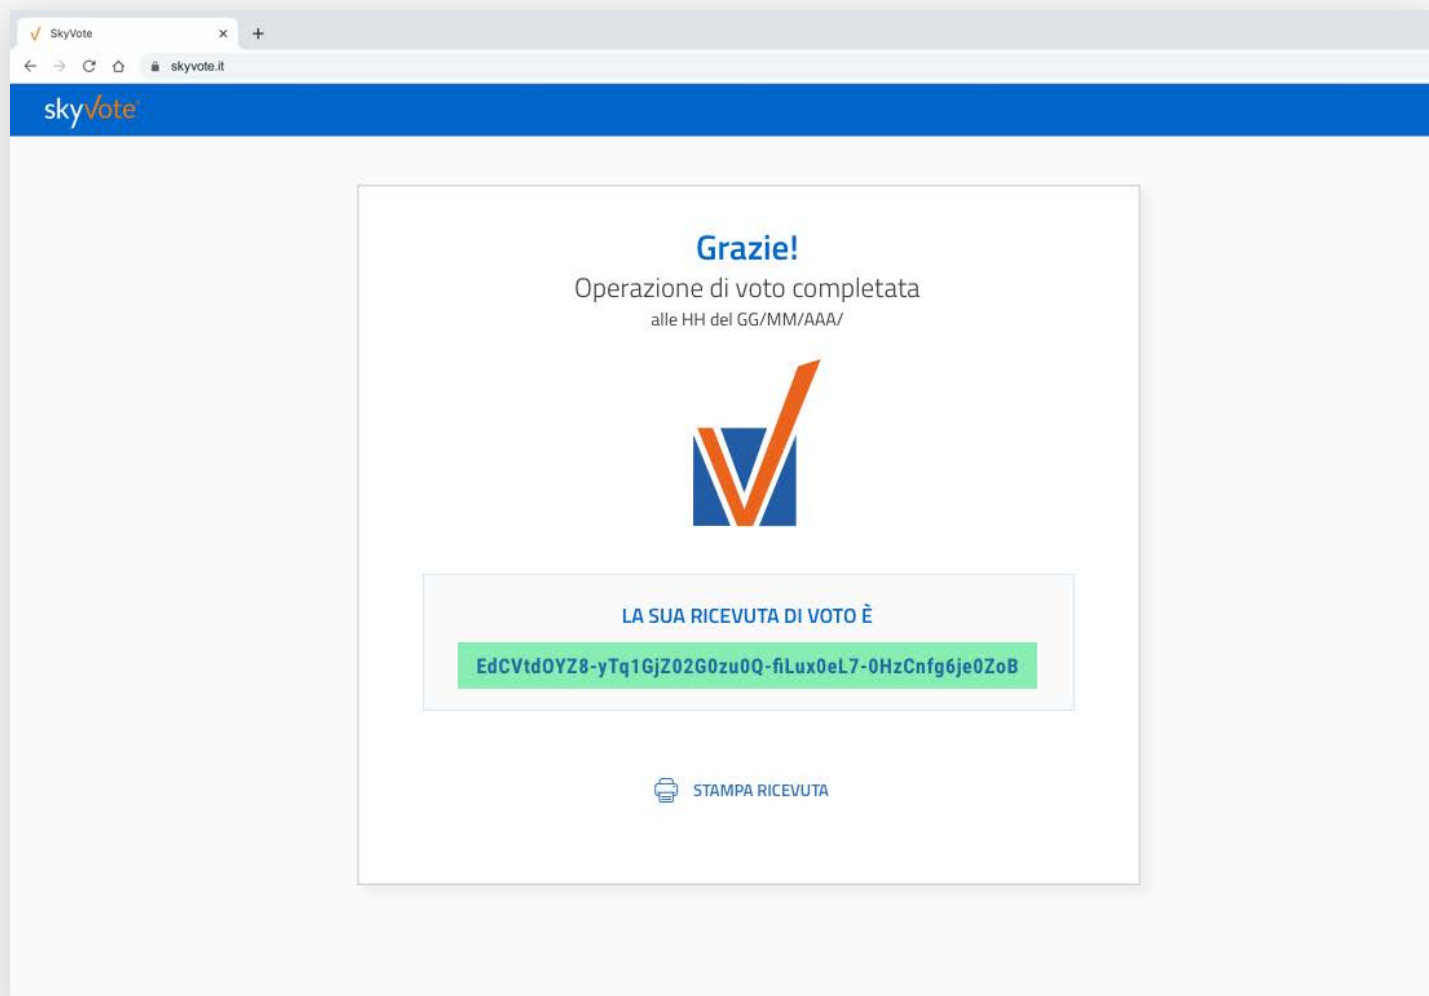 SkyVote
skyvote.it
skyvote
Grazie!
Operazione di voto completata
alle HH del GG/MM/AAA/
LA SUA RICEVUTA DI VOTO È
EdCVtdOYZ8-yTq1GjZ02G0zu0Q-fiLux0eL7-0HzCnfg6je0ZoB
STAMPA RICEVUTA